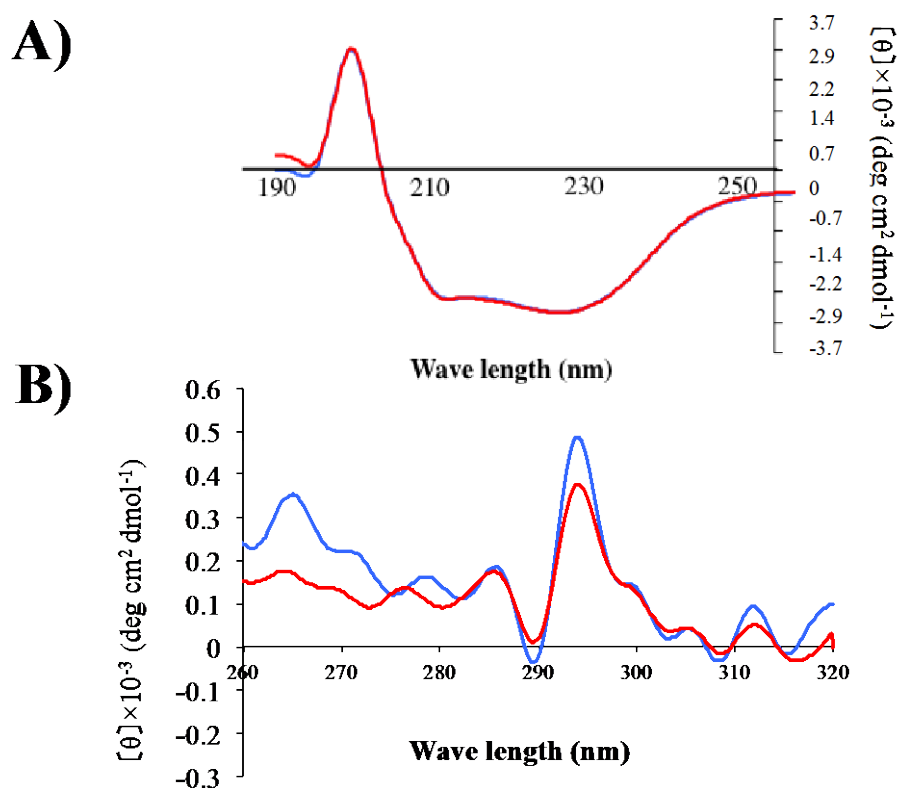 A)
3.7
2.9
2.2
1.4
0.7
0
-0.7
-1.4
-2.2
-2.9
-3.7
[θ]×10⁻³ (deg cm² dmol⁻¹)
190 210 230 250
Wave length (nm)
B)
0.6
0.5
0.4
0.3
0.2
0.1
0
-0.1
-0.2
-0.3
[θ]×10⁻³ (deg cm² dmol⁻¹)
260 270 280 290 300 310 320
Wave length (nm)